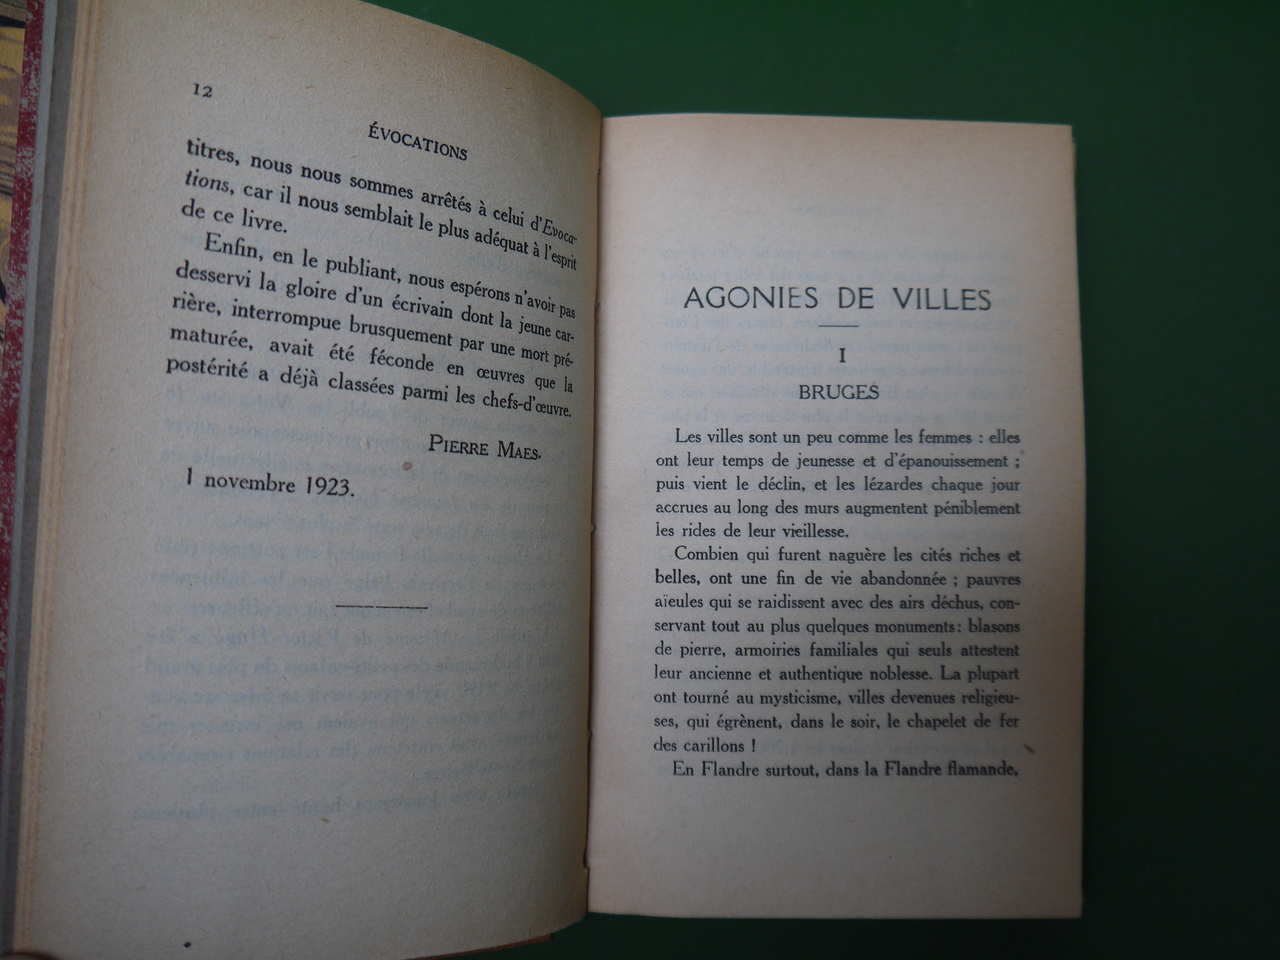 12
ÉVOCATIONS
titres, nous nous sommes arrêtés à celui d'Evoca-
tions, car il nous semblait le plus adéquat à l'esprit
de ce livre.
Enfin, en le publiant, nous espérons n'avoir pas
desservi la gloire d'un écrivain dont la jeune car-
rière, interrompue brusquement par une mort pré-
maturée, avait été féconde en œuvres que la
postérité a déjà classées parmi les chefs-d'œuvre.
PIERRE MAES.
1 novembre 1923.
AGONIES DE VILLES
I
BRUGES
Les villes sont un peu comme les femmes : elles
ont leur temps de jeunesse et d'épanouissement ;
puis vient le déclin, et les lézardes chaque jour
accrues au long des murs augmentent péniblement
les rides de leur vieillesse.
Combien qui furent naguère les cités riches et
belles, ont une fin de vie abandonnée ; pauvres
aïeules qui se raidissent avec des airs déchus, con-
servant tout au plus quelques monuments : blasons
de pierre, armoiries familiales qui seuls attestent
leur ancienne et authentique noblesse. La plupart
ont tourné au mysticisme, villes devenues religieu-
ses, qui égrènent, dans le soir, le chapelet de fer
des carillons !
En Flandre surtout, dans la Flandre flamande,